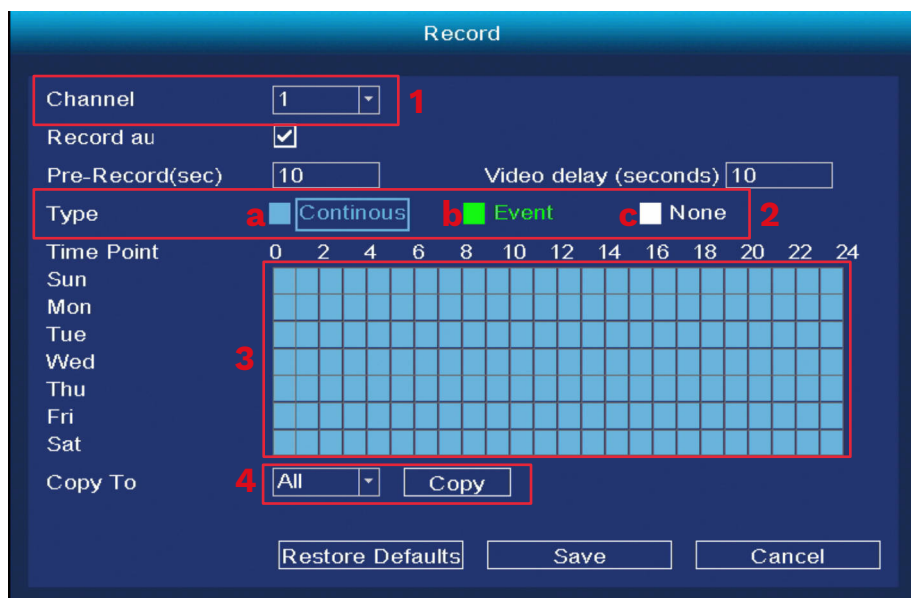 Record
Channel 1 1
Record au
Pre-Record(sec) 10 Video delay (seconds) 10
Type a Continous b Event c None 2
Time Point 0 2 4 6 8 10 12 14 16 18 20 22 24
Sun
Mon
Tue
Wed 3
Thu
Fri
Sat
Copy To 4 All Copy
Restore Defaults Save Cancel